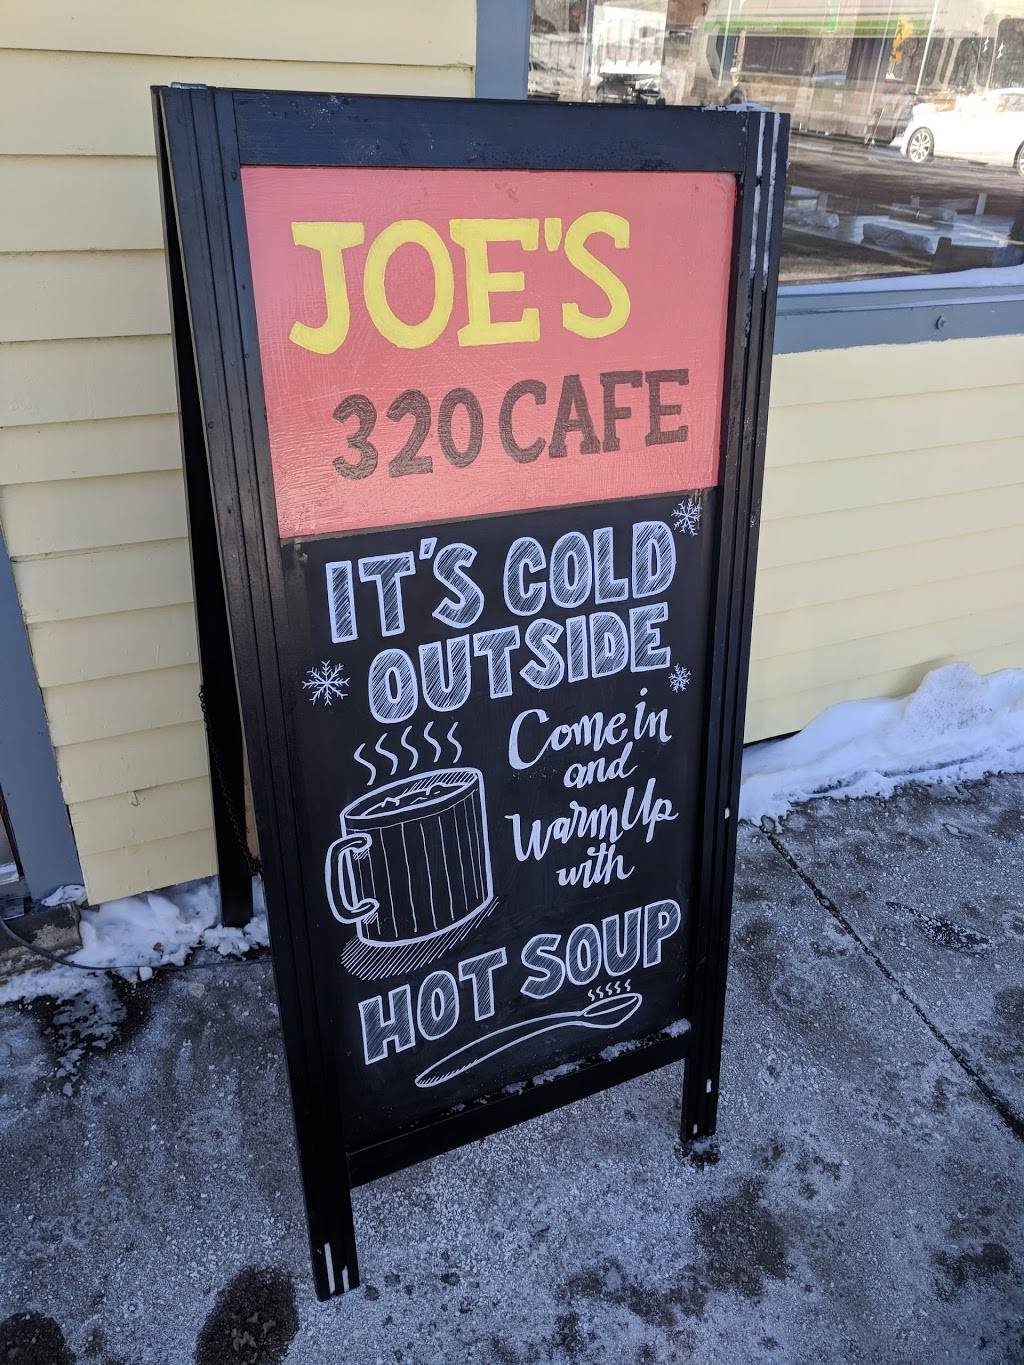 JOE'S
320 CAFE
IT'S COLD
OUTSIDE
Come in
and
Warm Up
with
HOT SOUP